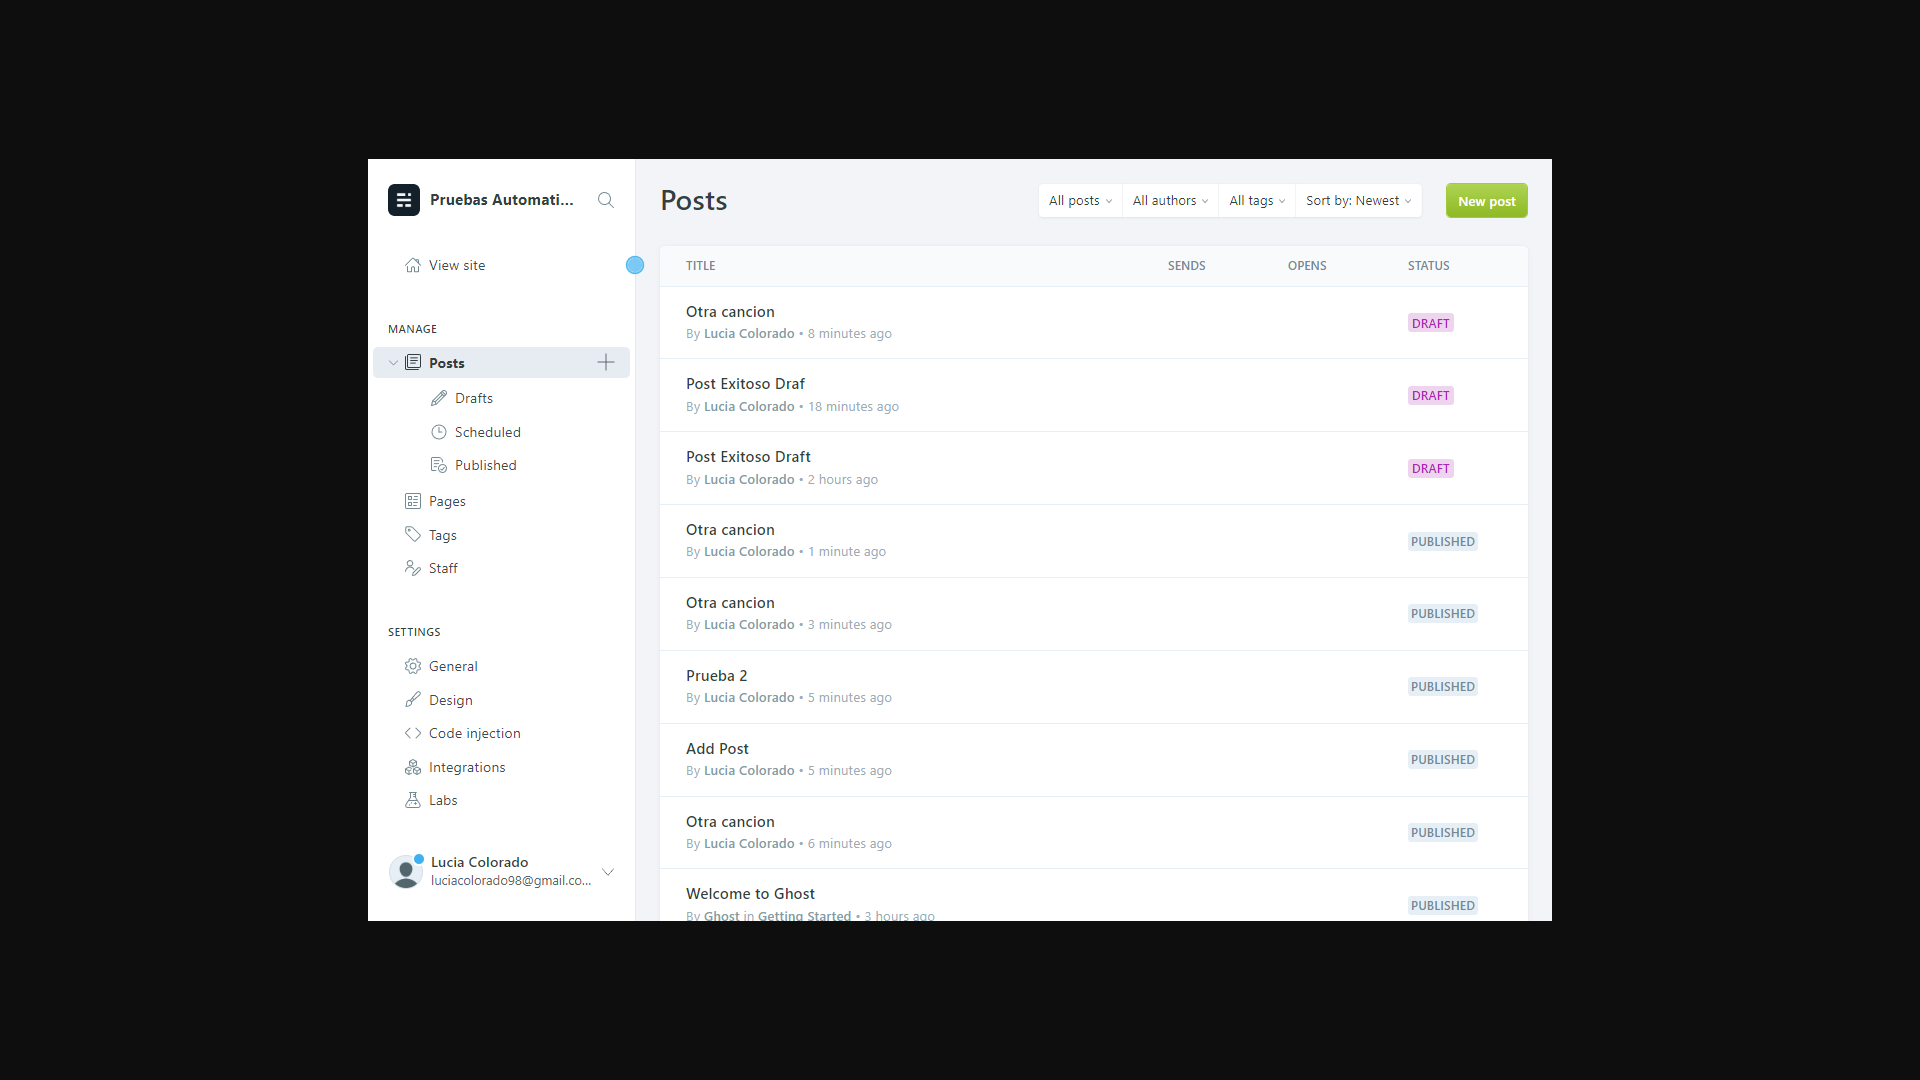 Pruebas Automati...
View site
MANAGE
Posts
Drafts
Scheduled
Published
Pages
Tags
Staff
SETTINGS
General
Design
Code injection
Integrations
Labs
Lucia Colorado
luciacolorado98@gmail.co...
Posts
All posts
All authors
All tags
Sort by: Newest
New post
TITLE SENDS OPENS STATUS
Otra cancion
By Lucia Colorado • 8 minutes ago
DRAFT
Post Exitoso Draf
By Lucia Colorado • 18 minutes ago
DRAFT
Post Exitoso Draft
By Lucia Colorado • 2 hours ago
DRAFT
Otra cancion
By Lucia Colorado • 1 minute ago
PUBLISHED
Otra cancion
By Lucia Colorado • 3 minutes ago
PUBLISHED
Prueba 2
By Lucia Colorado • 5 minutes ago
PUBLISHED
Add Post
By Lucia Colorado • 5 minutes ago
PUBLISHED
Otra cancion
By Lucia Colorado • 6 minutes ago
PUBLISHED
Welcome to Ghost
By Ghost in Getting Started • 3 hours ago
PUBLISHED